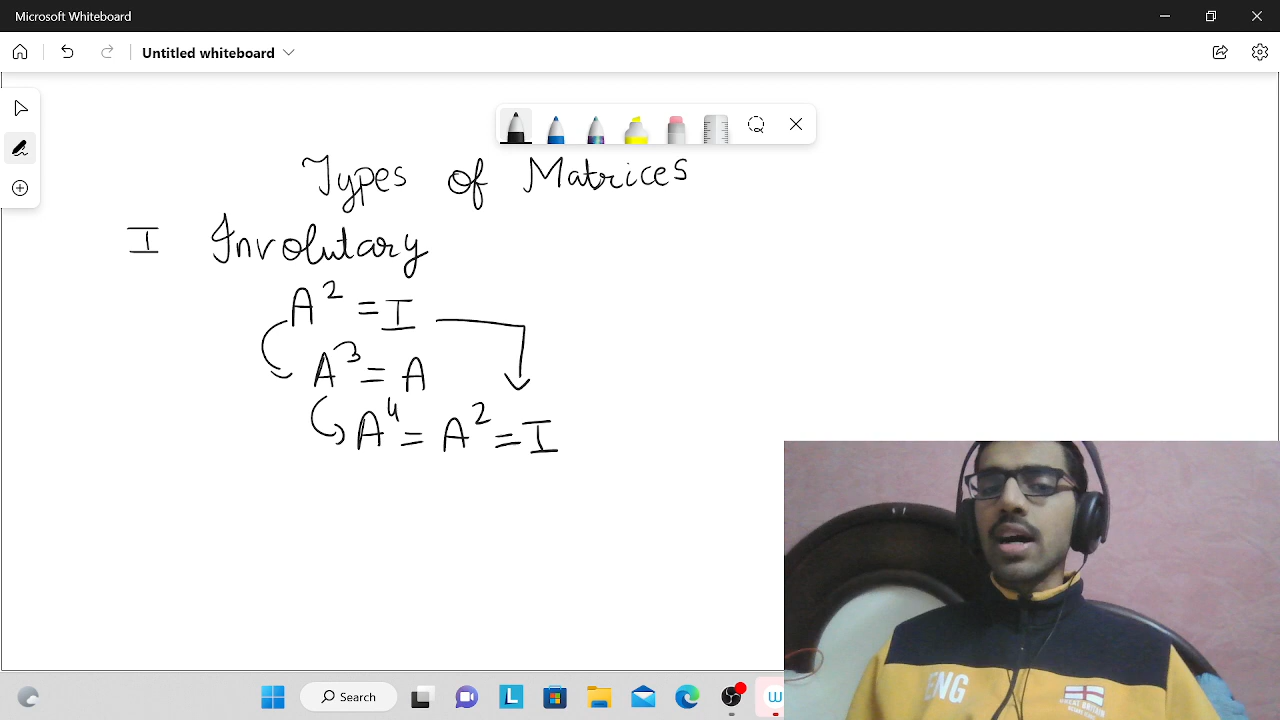 Microsoft Whiteboard
Untitled whiteboard
Types of Matrices
I Involutary
A² = I
A³ = A
A⁴ = A² = I
ENG
Search